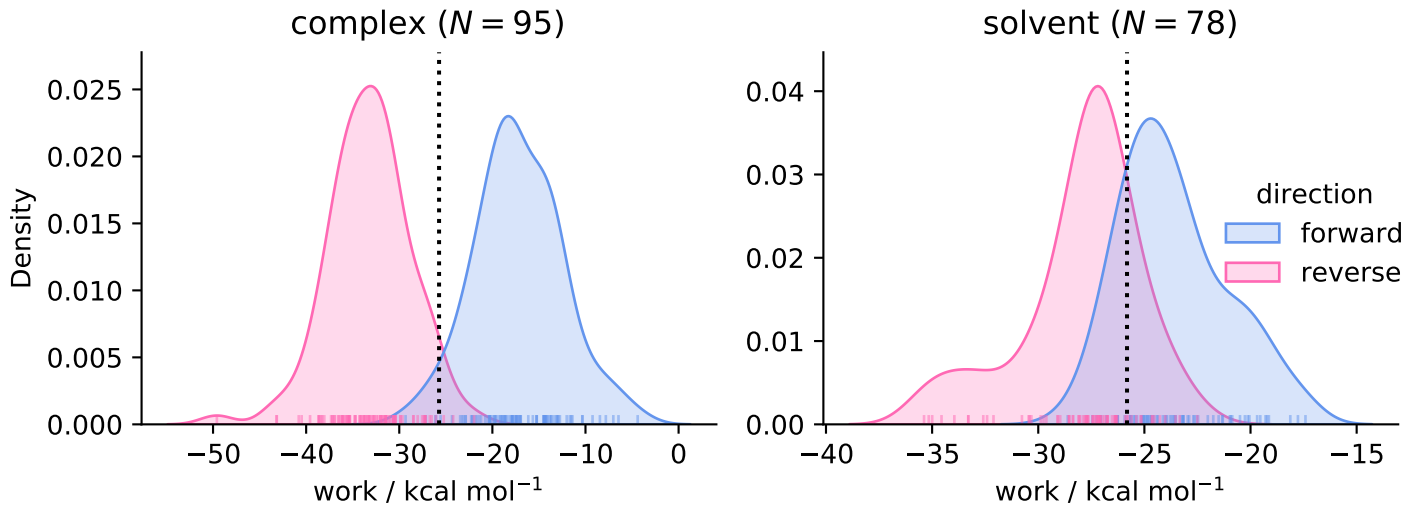 complex (N = 95)
Density
0.025
0.020
0.015
0.010
0.005
0.000
−50 −40 −30 −20 −10 0
work / kcal mol⁻¹
solvent (N = 78)
0.04
0.03
0.02
0.01
0.00
−40 −35 −30 −25 −20 −15
work / kcal mol⁻¹
direction
forward
reverse